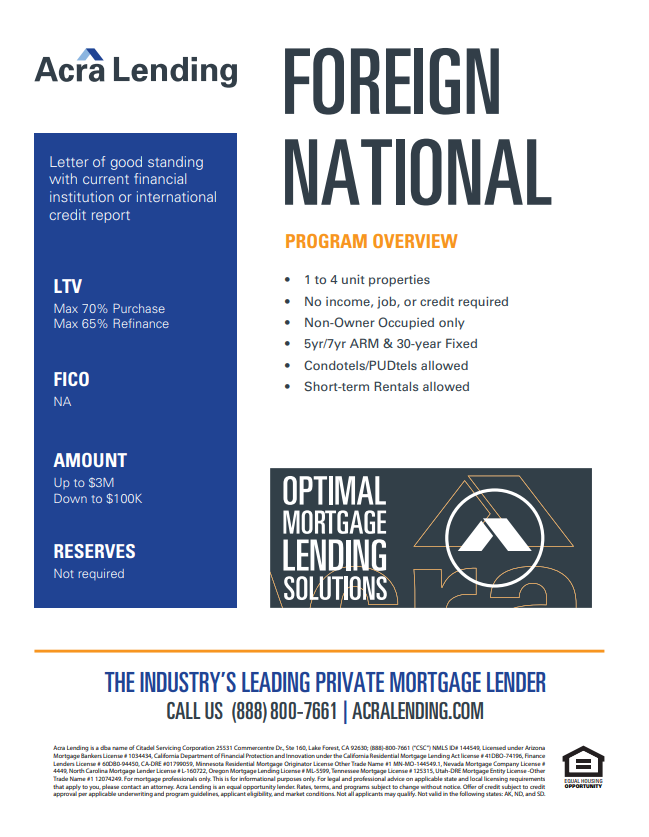 Acra Lending
FOREIGN
NATIONAL
Letter of good standing
with current financial
institution or international
credit report
LTV
Max 70% Purchase
Max 65% Refinance
FICO
NA
AMOUNT
Up to $3M
Down to $100K
RESERVES
Not required
PROGRAM OVERVIEW
• 1 to 4 unit properties
• No income, job, or credit required
• Non-Owner Occupied only
• 5yr/7yr ARM & 30-year Fixed
• Condotels/PUDtels allowed
• Short-term Rentals allowed
OPTIMAL
MORTGAGE
LENDING
SOLUTIONS
THE INDUSTRY'S LEADING PRIVATE MORTGAGE LENDER
CALL US (888) 800-7661 | ACRALENDING.COM
Acra Lending is a dba name of Citadel Servicing Corporation 25531 Commercentre Dr., Ste 160, Lake Forest, CA 92630; (888)-800-7661 ("CSC") NMLS ID# 144549, Licensed under Arizona
Mortgage Bankers License # 1034434, California Department of Financial Protection and Innovation under the California Residential Mortgage Lending Act license # 41DBO-74196, Finance
Lenders License # 60DB0-94450, CA-DRE #01799059, Minnesota Residential Mortgage Originator License Other Trade Name #1 MN-MO-144549.1, Nevada Mortgage Company License #
4449, North Carolina Mortgage Lender License # L-160722, Oregon Mortgage Lending License # ML-5599, Tennessee Mortgage License # 125315, Utah-DRE Mortgage Entity License -Other
Trade Name #1 12074249. For mortgage professionals only. This is for informational purposes only. For legal and professional advice on applicable state and local licensing requirements
that apply to you, please contact an attorney. Acra Lending is an equal opportunity lender. Rates, terms, and programs subject to change without notice. Offer of credit subject to credit
approval per applicable underwriting and program guidelines, applicant eligibility, and market conditions. Not all applicants may qualify. Not valid in the following states: AK, ND, and SD.
EQUAL HOUSING
OPPORTUNITY